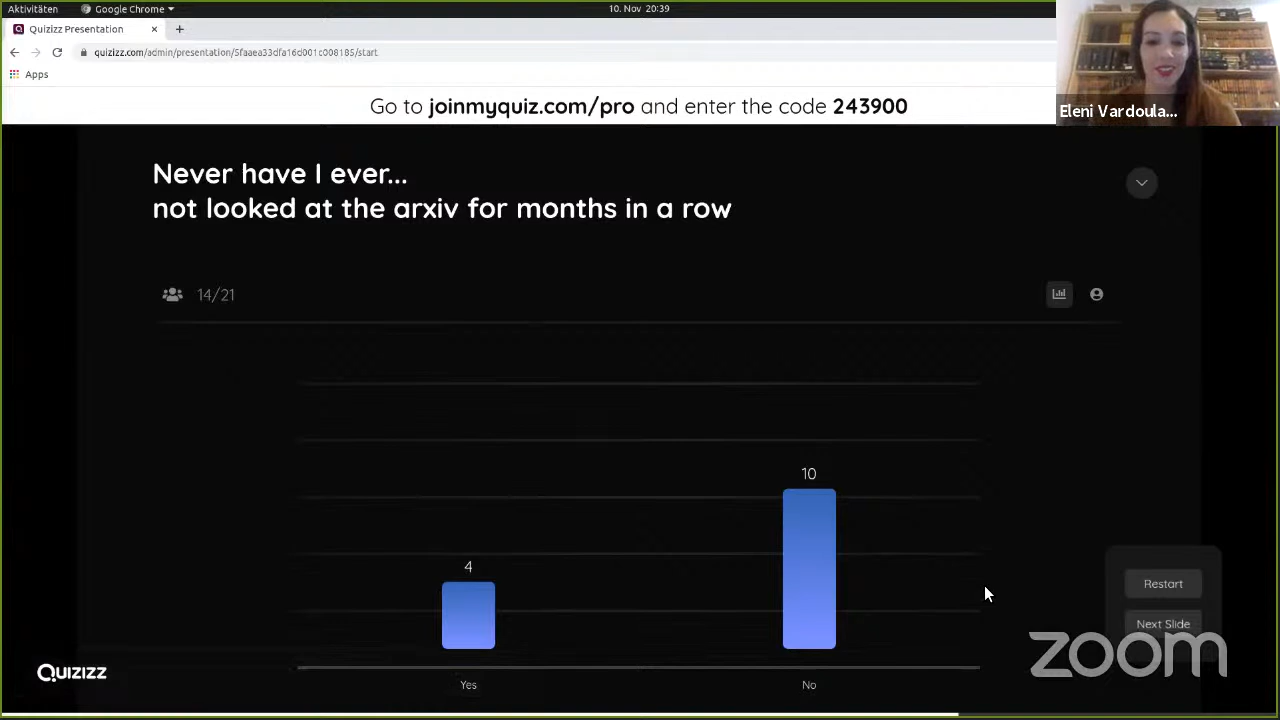 Aktivitäten
Google Chrome
10. Nov 20:39
Quizizz Presentation
quizizz.com/admin/presentation/5faaea33dfa16d001c008185/start
Apps
Go to joinmyquiz.com/pro and enter the code 243900
Eleni Vardoula...
Never have I ever...
not looked at the arxiv for months in a row
14/21
10
4
Restart
Next Slide
zoom
Quizizz
Yes
No